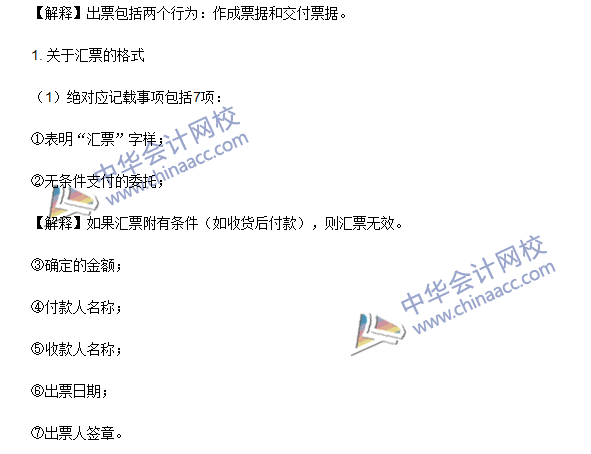 【解释】出票包括两个行为：作成票据和交付票据。
1. 关于汇票的格式
（1）绝对应记载事项包括7项：
①表明“汇票”字样；
②无条件支付的委托；
【解释】如果汇票附有条件（如收货后付款），则汇票无效。
③确定的金额；
④付款人名称；
⑤收款人名称；
⑥出票日期；
⑦出票人签章。
中华会计网校
www.chinaacc.com
中华会计网校
www.chinaacc.com